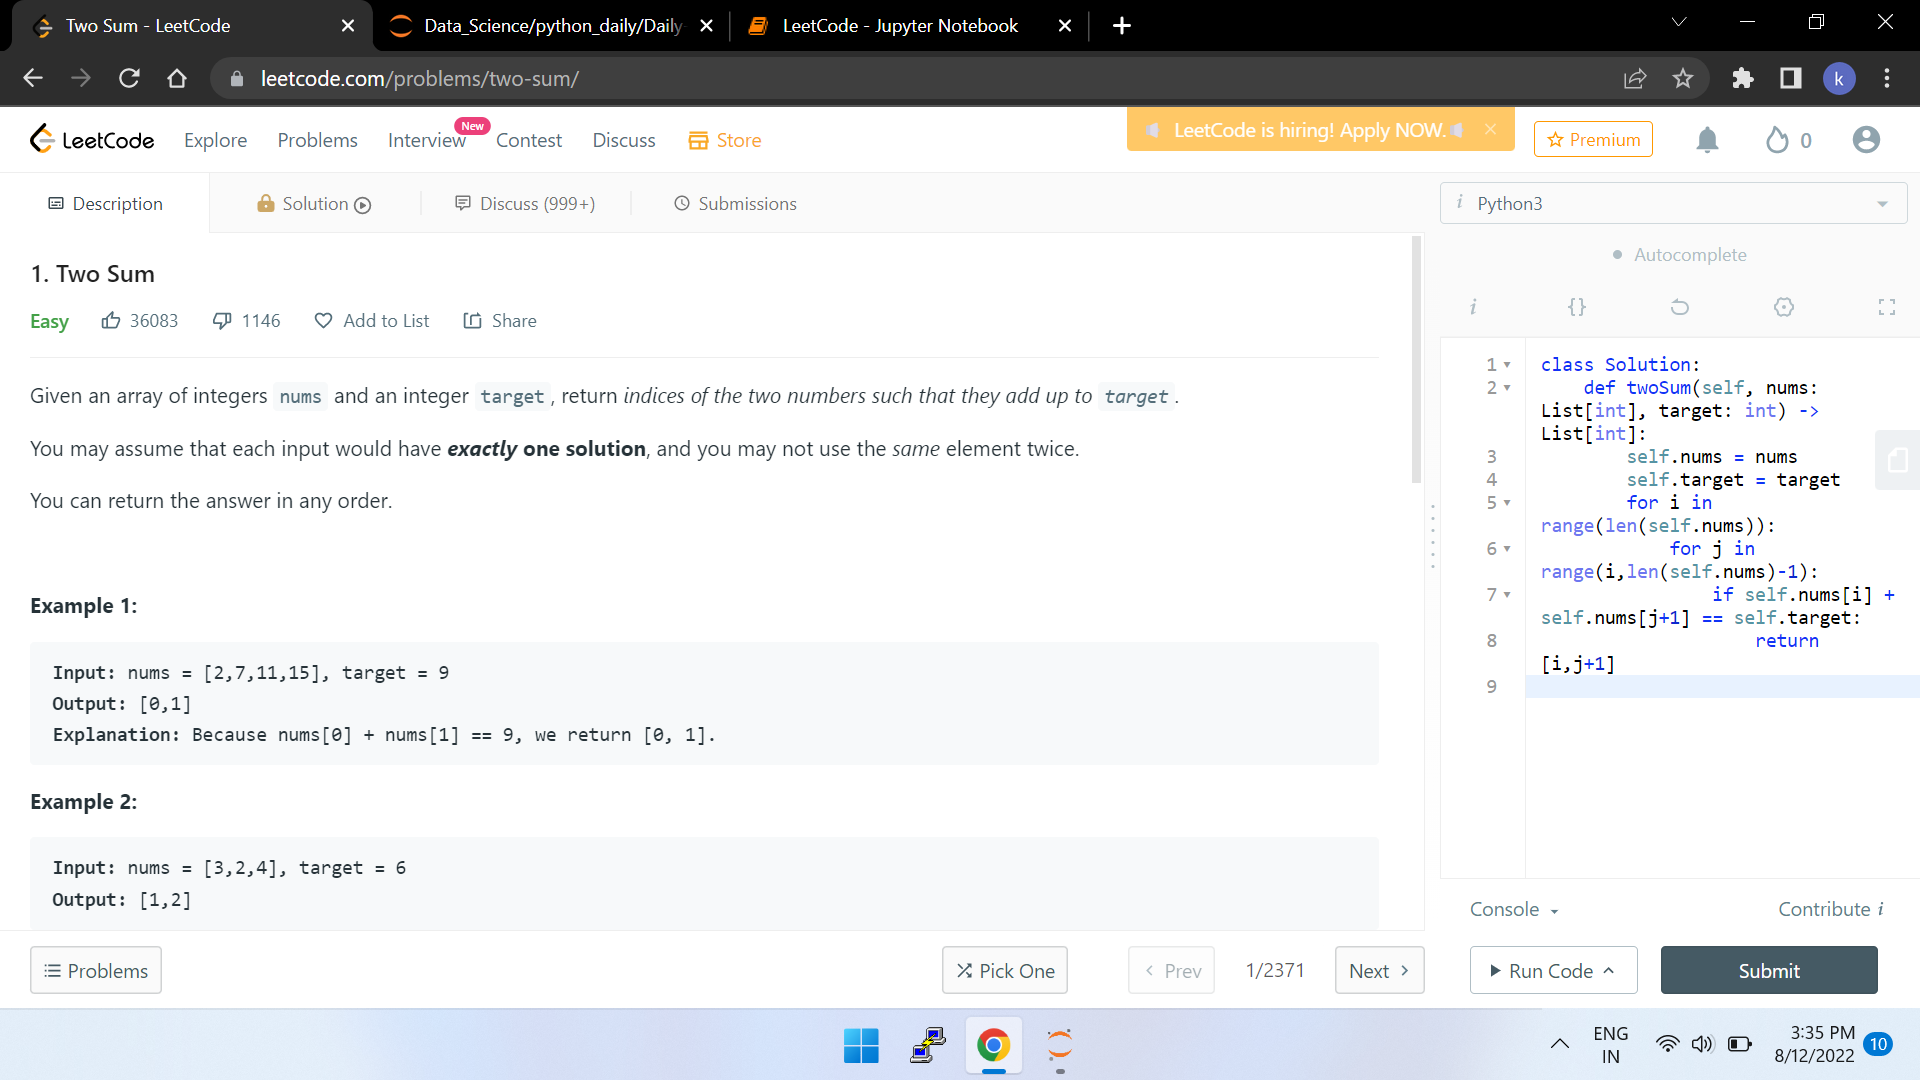 Two Sum - LeetCode
Data_Science/python_daily/Daily
LeetCode - Jupyter Notebook
leetcode.com/problems/two-sum/
k
LeetCode Explore Problems Interview New Contest Discuss Store
LeetCode is hiring! Apply NOW.
Premium
0
Description
Solution
Discuss (999+)
Submissions
1. Two Sum
Easy 36083 1146 Add to List Share
Given an array of integers nums and an integer target, return indices of the two numbers such that they add up to target.
You may assume that each input would have exactly one solution, and you may not use the same element twice.
You can return the answer in any order.
Example 1:
Input: nums = [2,7,11,15], target = 9
Output: [0,1]
Explanation: Because nums[0] + nums[1] == 9, we return [0, 1].
Example 2:
Input: nums = [3,2,4], target = 6
Output: [1,2]
Problems
Pick One
Prev
1/2371
Next
i Python3
Autocomplete
i {}
1 class Solution:
2     def twoSum(self, nums:
List[int], target: int) ->
List[int]:
3         self.nums = nums
4         self.target = target
5         for i in
range(len(self.nums)):
6             for j in
range(i,len(self.nums)-1):
7                 if self.nums[i] +
self.nums[j+1] == self.target:
8                     return
[i,j+1]
9
Console
Contribute i
Run Code
Submit
ENG
IN
3:35 PM
8/12/2022
10